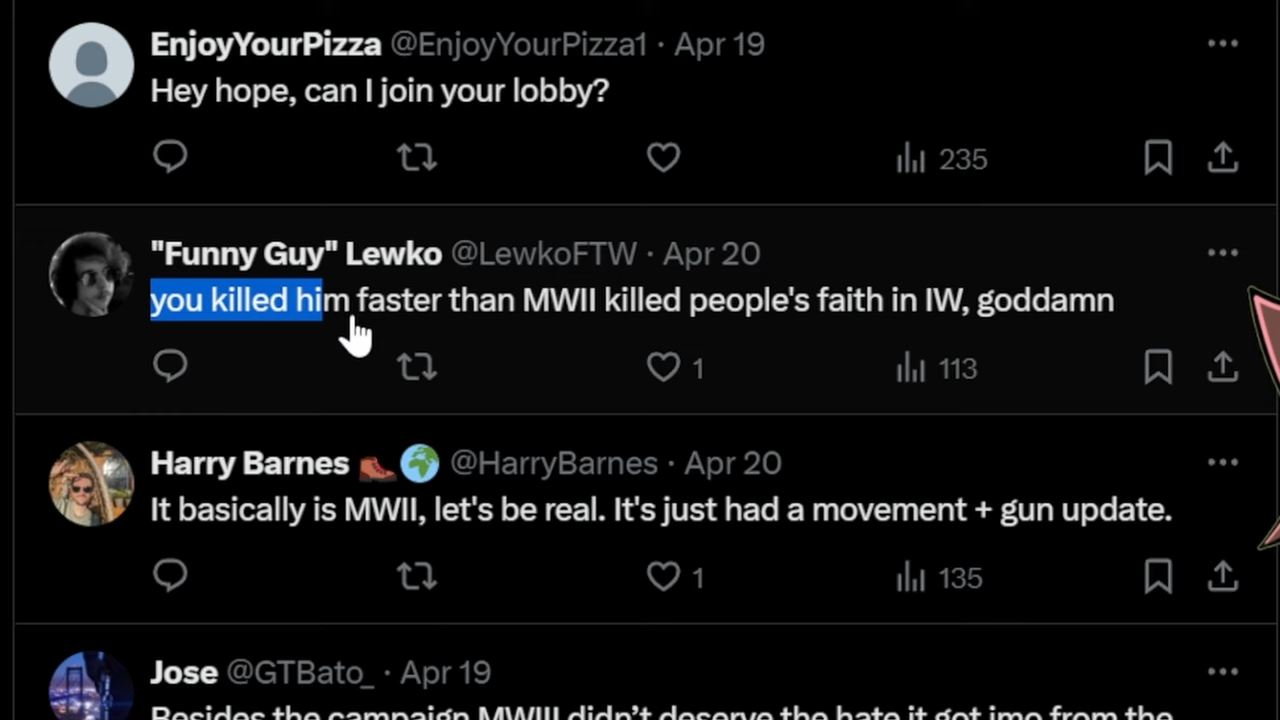 EnjoyYourPizza @EnjoyYourPizza1 · Apr 19
Hey hope, can I join your lobby?
235
"Funny Guy" Lewko @LewkoFTW · Apr 20
you killed him faster than MWII killed people's faith in IW, goddamn
1 113
Harry Barnes 🥾🌍 @HarryBarnes · Apr 20
It basically is MWII, let's be real. It's just had a movement + gun update.
1 135
Jose @GTBato_ · Apr 19
Besides the campaign MWIII didn't deserve the hate it got imo from the